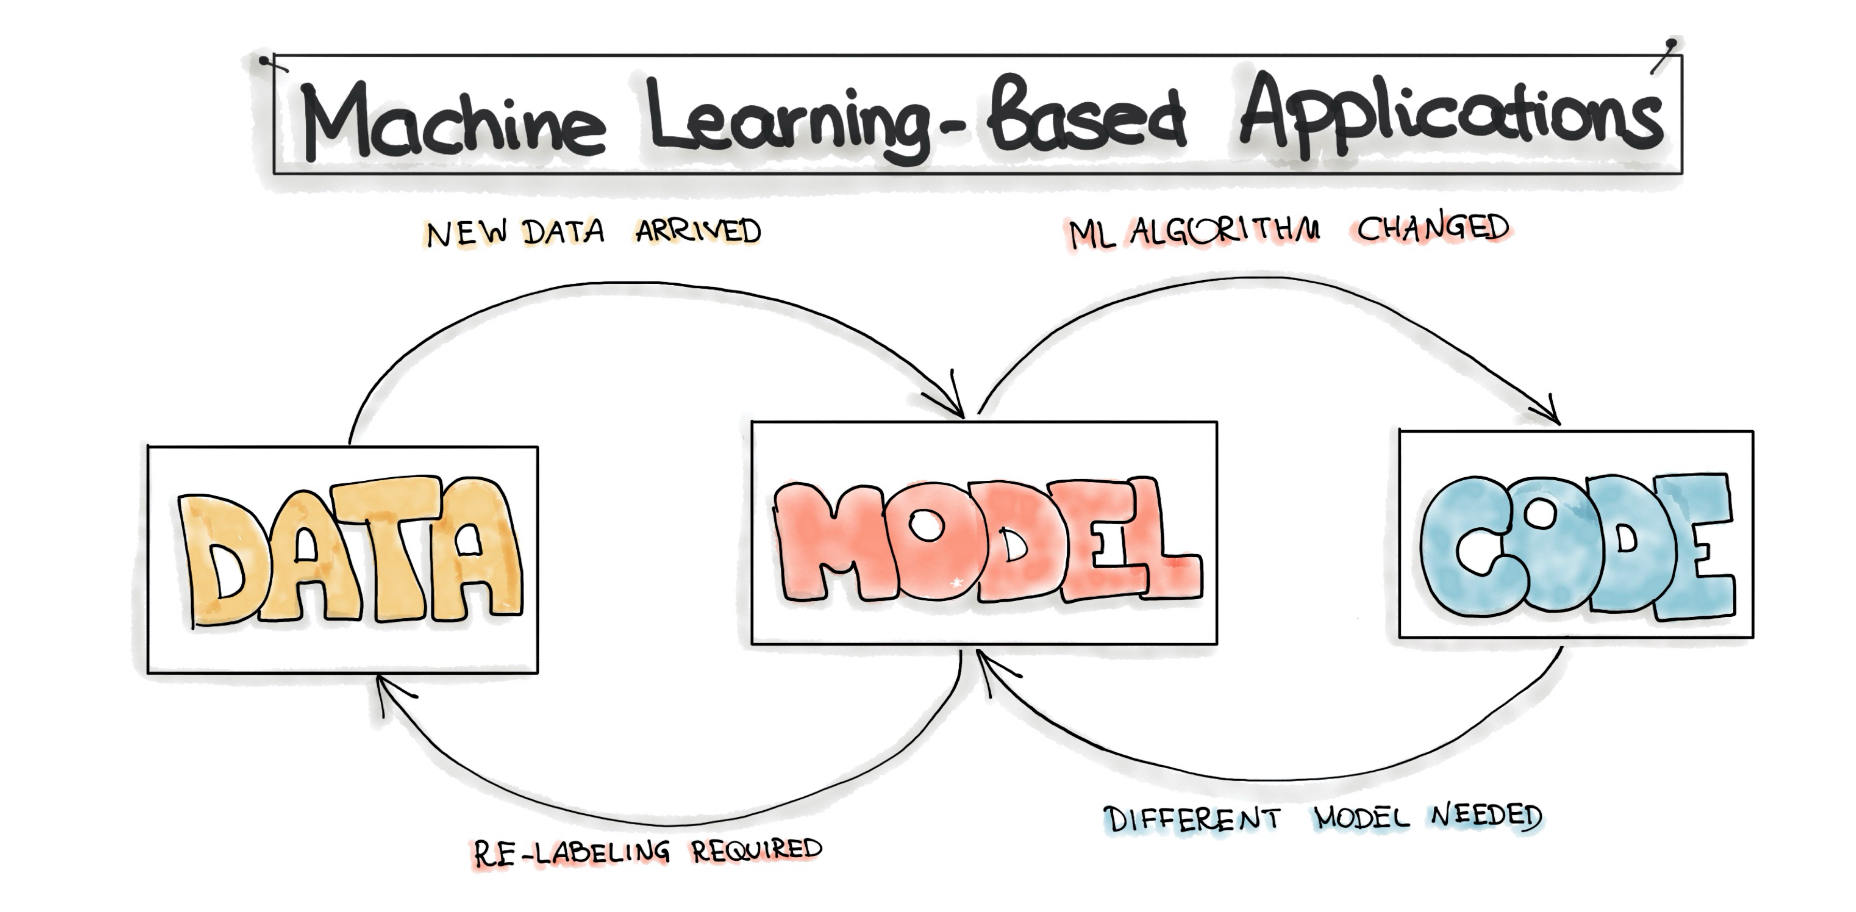 Machine Learning-Based Applications
NEW DATA ARRIVED
ML ALGORITHM CHANGED
DATA
MODEL
CODE
DIFFERENT MODEL NEEDED
RE-LABELING REQUIRED